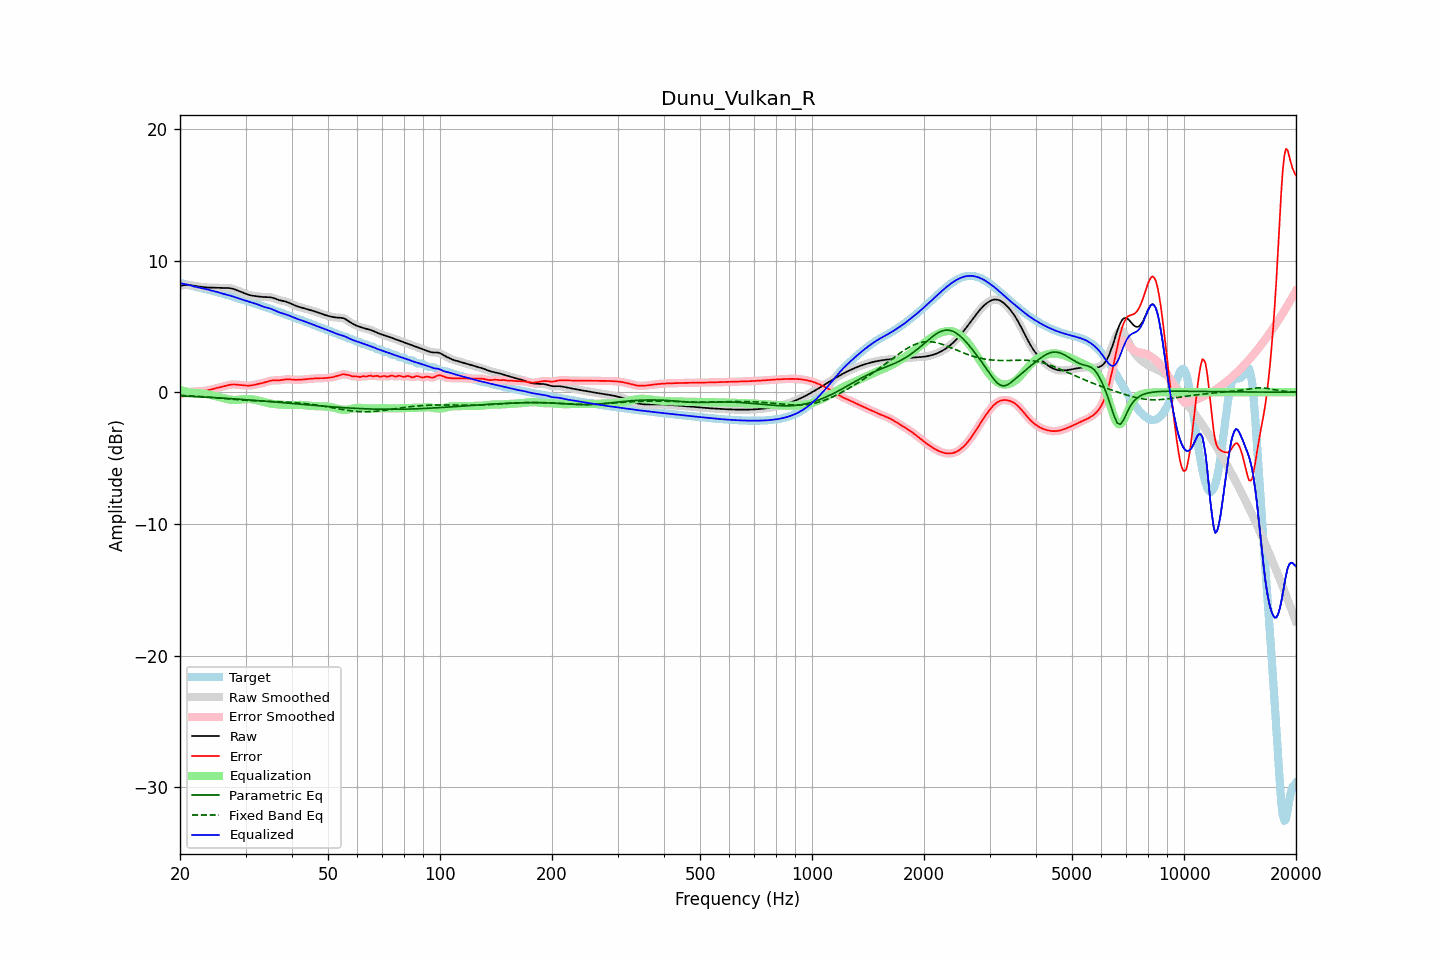 Dunu_Vulkan_R
Amplitude (dBr)
20
10
0
−10
−20
−30
Target
Raw Smoothed
Error Smoothed
Raw
Error
Equalization
Parametric Eq
Fixed Band Eq
Equalized
20 50 100 200 500 1000 2000 5000 10000 20000
Frequency (Hz)